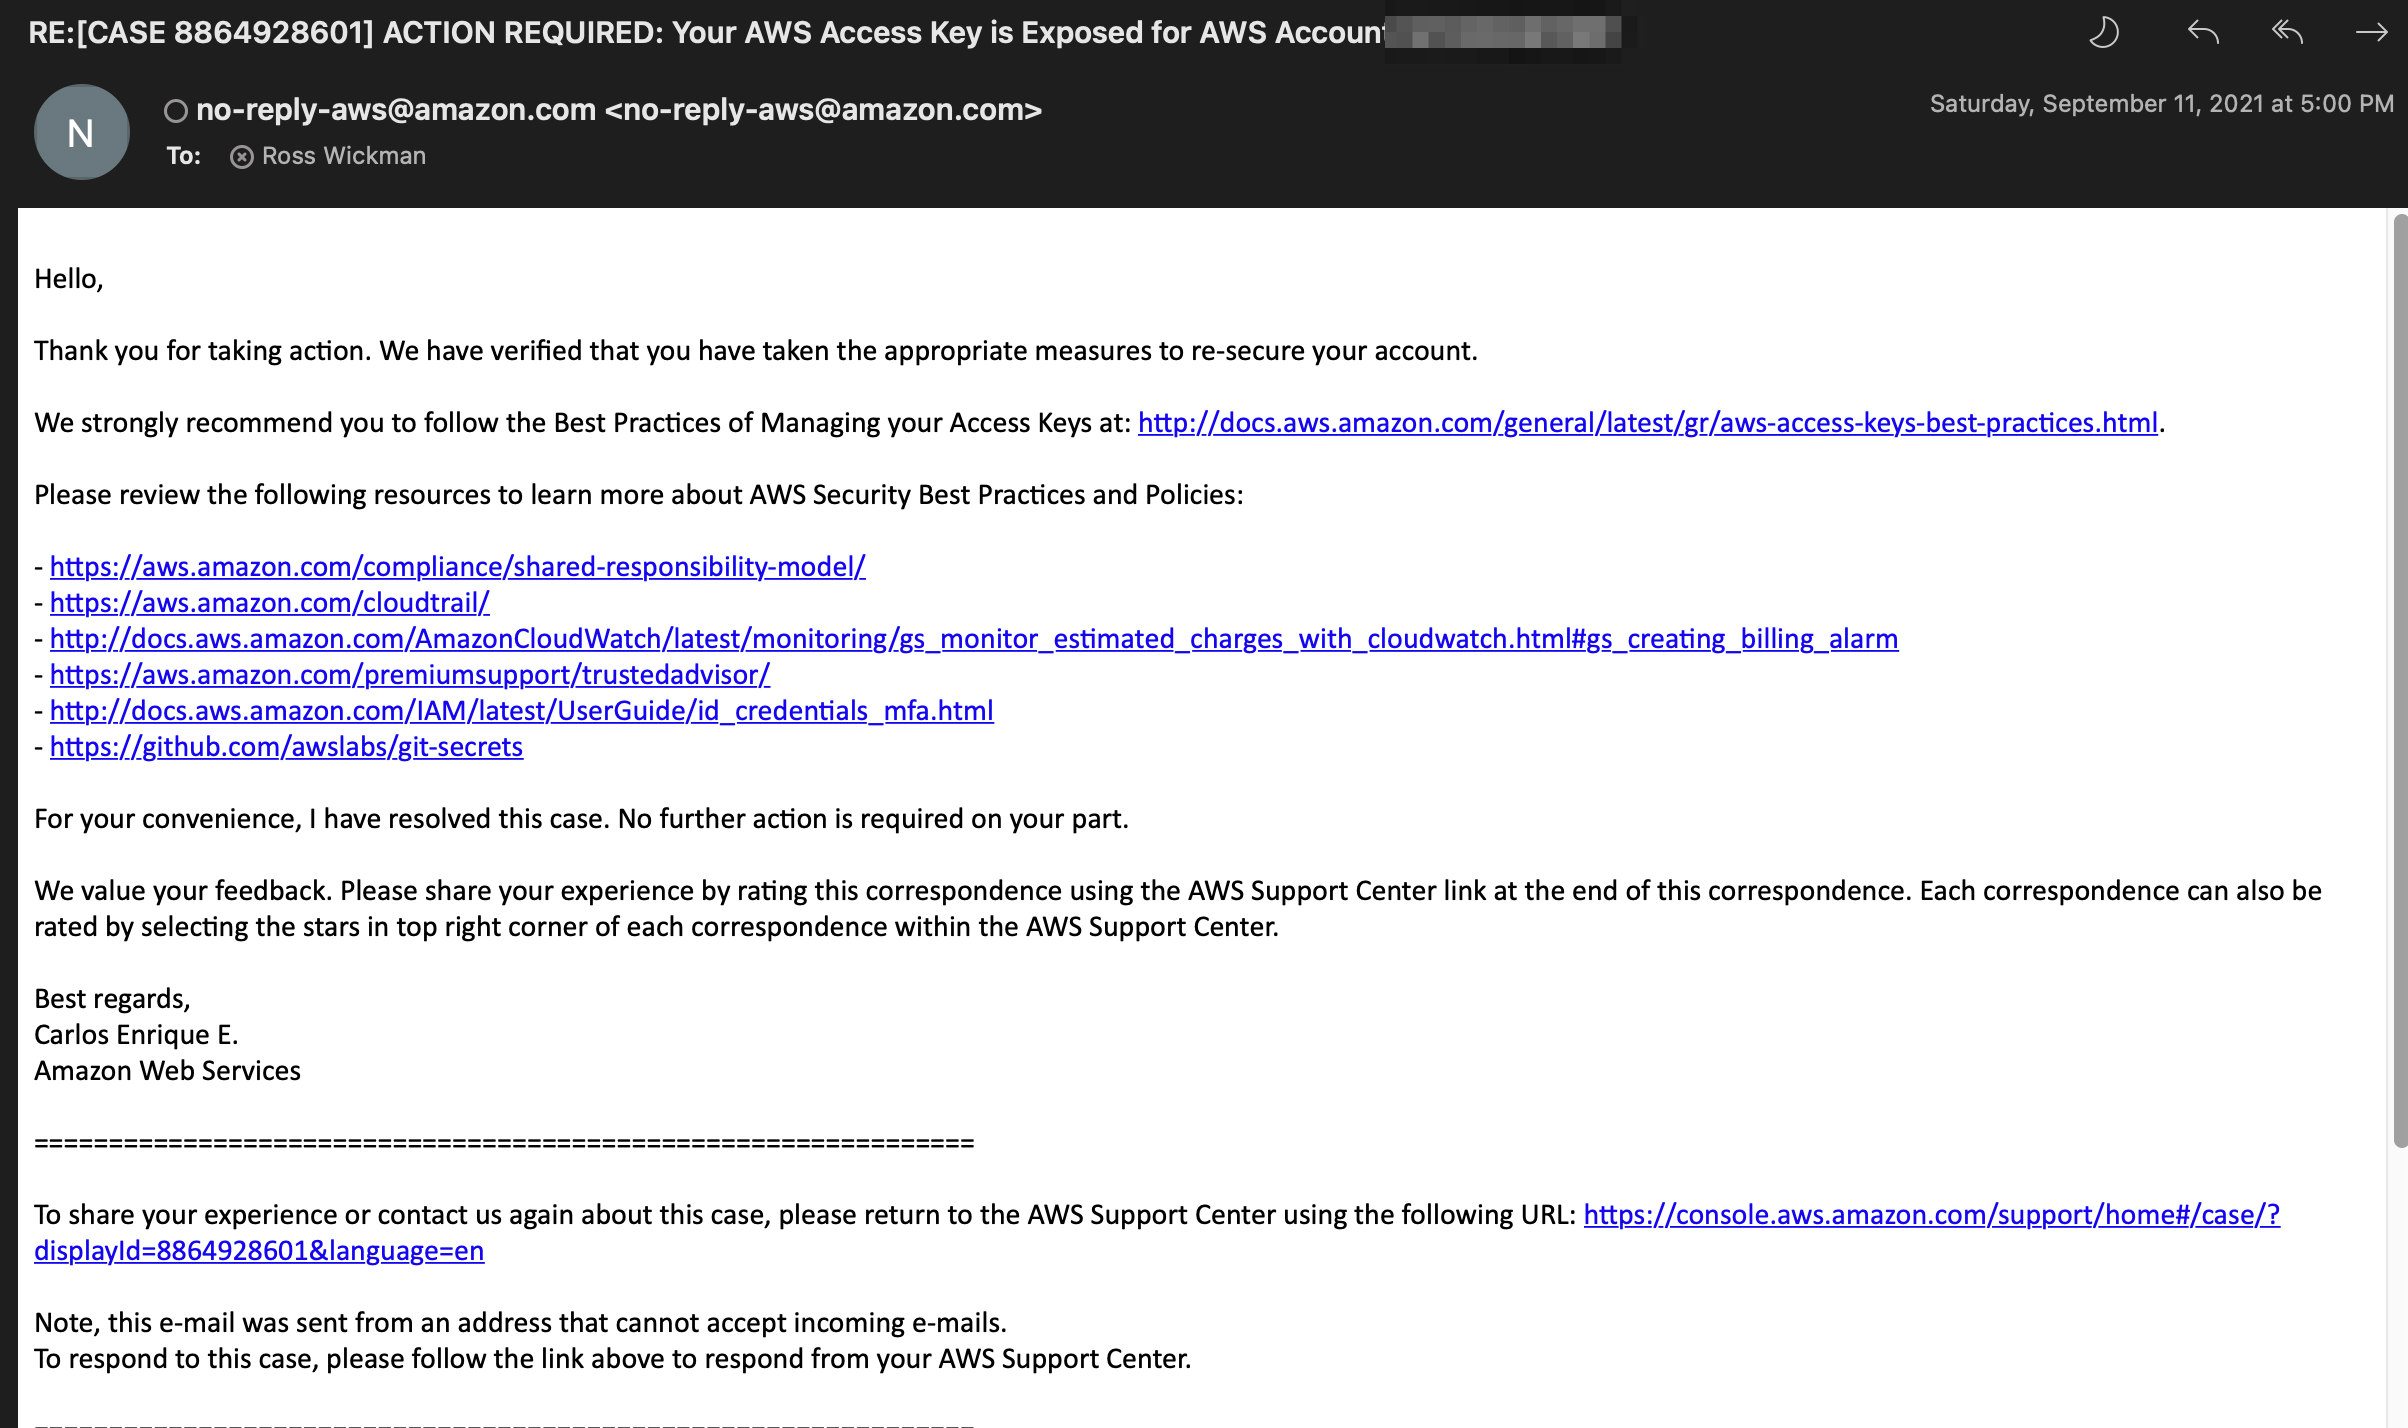 RE:[CASE 8864928601] ACTION REQUIRED: Your AWS Access Key is Exposed for AWS Account
N
no-reply-aws@amazon.com <no-reply-aws@amazon.com>
Saturday, September 11, 2021 at 5:00 PM
To: Ross Wickman
Hello,
Thank you for taking action. We have verified that you have taken the appropriate measures to re-secure your account.
We strongly recommend you to follow the Best Practices of Managing your Access Keys at: http://docs.aws.amazon.com/general/latest/gr/aws-access-keys-best-practices.html.
Please review the following resources to learn more about AWS Security Best Practices and Policies:
- https://aws.amazon.com/compliance/shared-responsibility-model/
- https://aws.amazon.com/cloudtrail/
- http://docs.aws.amazon.com/AmazonCloudWatch/latest/monitoring/gs_monitor_estimated_charges_with_cloudwatch.html#gs_creating_billing_alarm
- https://aws.amazon.com/premiumsupport/trustedadvisor/
- http://docs.aws.amazon.com/IAM/latest/UserGuide/id_credentials_mfa.html
- https://github.com/awslabs/git-secrets
For your convenience, I have resolved this case. No further action is required on your part.
We value your feedback. Please share your experience by rating this correspondence using the AWS Support Center link at the end of this correspondence. Each correspondence can also be
rated by selecting the stars in top right corner of each correspondence within the AWS Support Center.
Best regards,
Carlos Enrique E.
Amazon Web Services
===============================================================
To share your experience or contact us again about this case, please return to the AWS Support Center using the following URL: https://console.aws.amazon.com/support/home#/case/?
displayId=8864928601&language=en
Note, this e-mail was sent from an address that cannot accept incoming e-mails.
To respond to this case, please follow the link above to respond from your AWS Support Center.